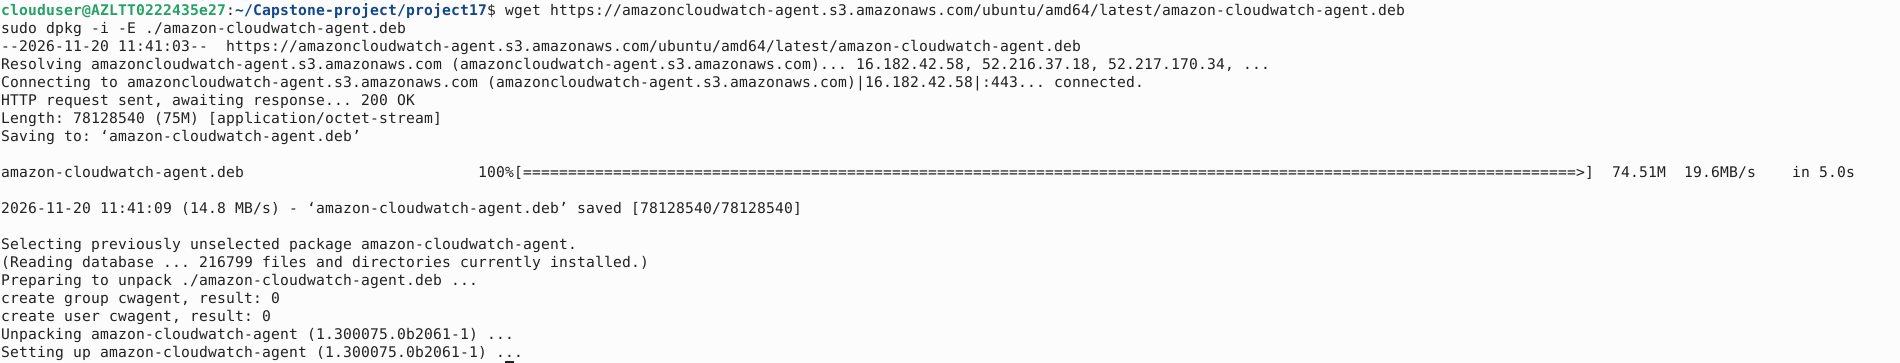 clouduser@AZLTT0222435e27:~/Capstone-project/project17$ wget https://amazoncloudwatch-agent.s3.amazonaws.com/ubuntu/amd64/latest/amazon-cloudwatch-agent.deb
sudo dpkg -i -E ./amazon-cloudwatch-agent.deb
--2026-11-20 11:41:03--  https://amazoncloudwatch-agent.s3.amazonaws.com/ubuntu/amd64/latest/amazon-cloudwatch-agent.deb
Resolving amazoncloudwatch-agent.s3.amazonaws.com (amazoncloudwatch-agent.s3.amazonaws.com)... 16.182.42.58, 52.216.37.18, 52.217.170.34, ...
Connecting to amazoncloudwatch-agent.s3.amazonaws.com (amazoncloudwatch-agent.s3.amazonaws.com)|16.182.42.58|:443... connected.
HTTP request sent, awaiting response... 200 OK
Length: 78128540 (75M) [application/octet-stream]
Saving to: ‘amazon-cloudwatch-agent.deb’
amazon-cloudwatch-agent.deb                          100%[=====================================================================================================================>]  74.51M  19.6MB/s    in 5.0s
2026-11-20 11:41:09 (14.8 MB/s) - ‘amazon-cloudwatch-agent.deb’ saved [78128540/78128540]
Selecting previously unselected package amazon-cloudwatch-agent.
(Reading database ... 216799 files and directories currently installed.)
Preparing to unpack ./amazon-cloudwatch-agent.deb ...
create group cwagent, result: 0
create user cwagent, result: 0
Unpacking amazon-cloudwatch-agent (1.300075.0b2061-1) ...
Setting up amazon-cloudwatch-agent (1.300075.0b2061-1) ...